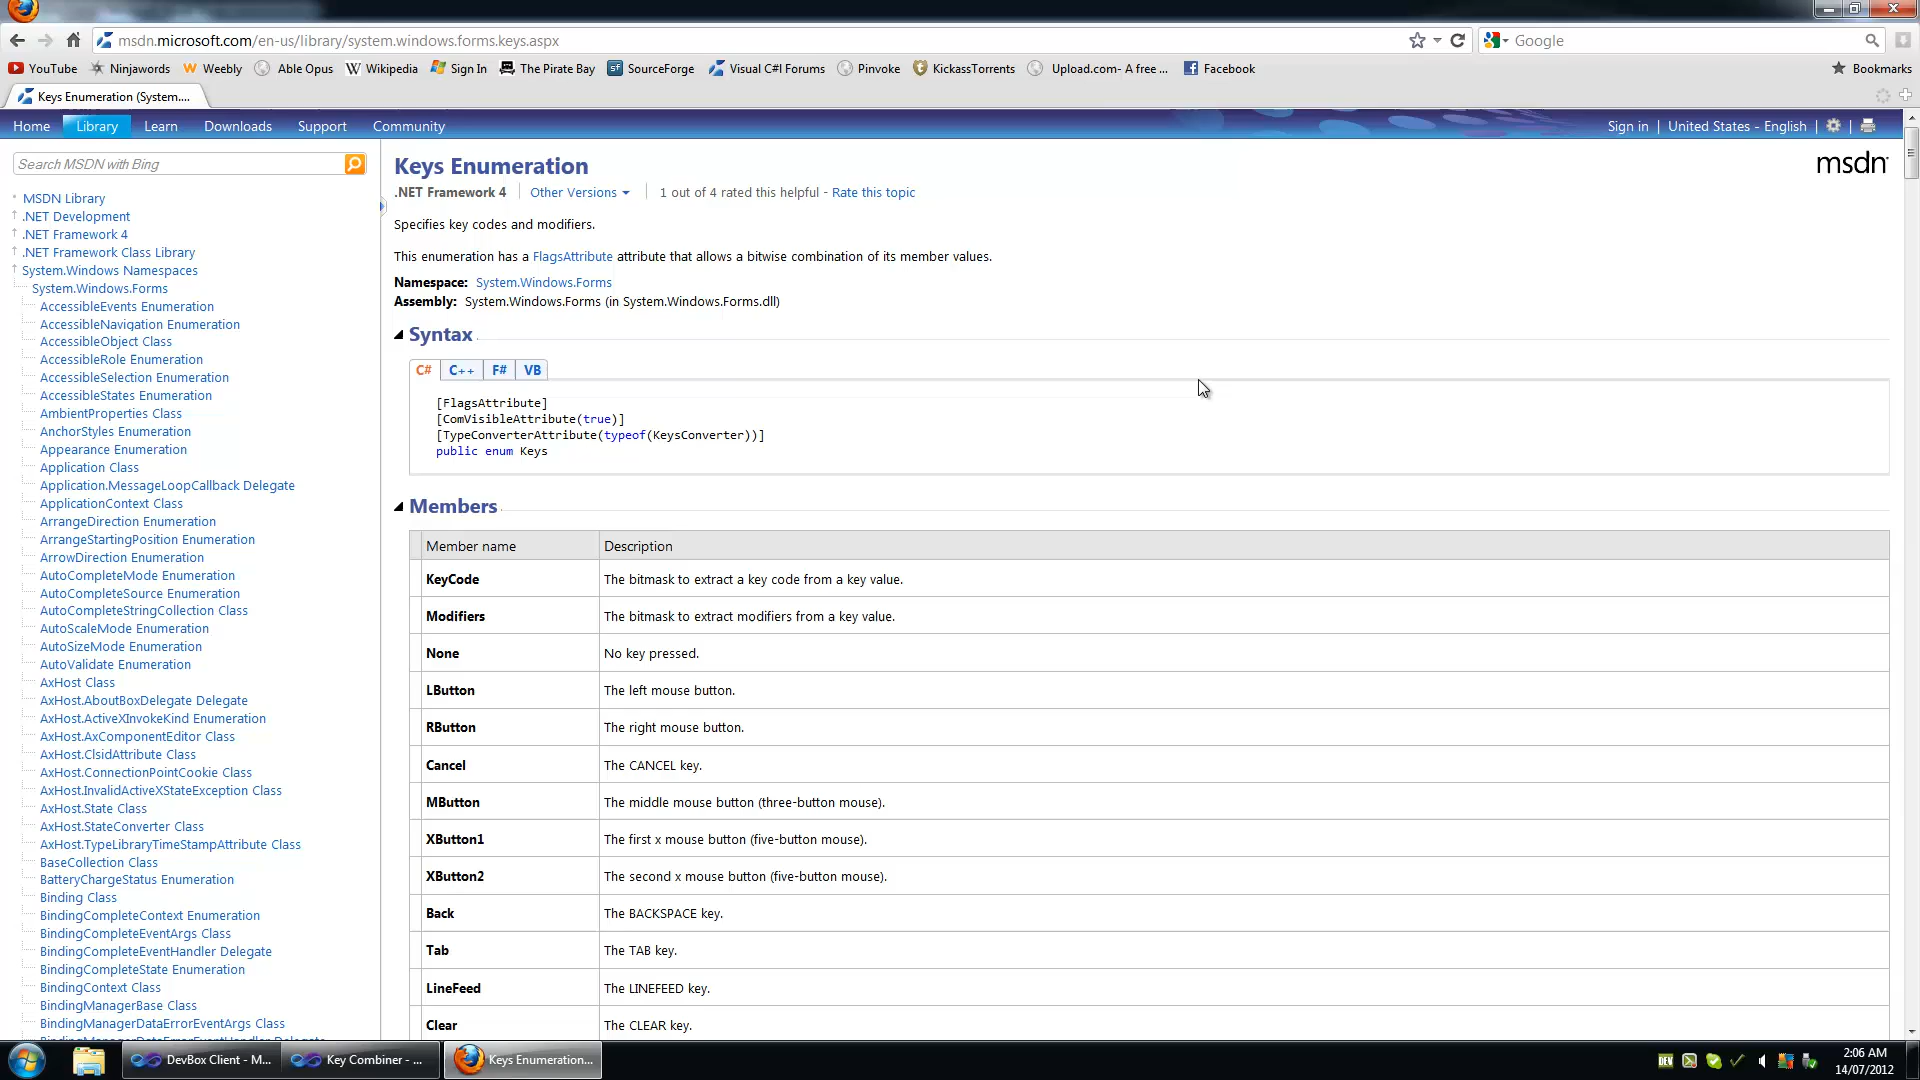 msdn.microsoft.com/en-us/library/system.windows.forms.keys.aspx
Google
YouTube Ninjawords Weebly Able Opus Wikipedia Sign In The Pirate Bay SourceForge Visual C#l Forums Pinvoke KickassTorrents Upload.com- A free ... Facebook Bookmarks
Keys Enumeration (System....
Home Library Learn Downloads Support Community Sign in | United States - English
Search MSDN with Bing
msdn
MSDN Library
.NET Development
.NET Framework 4
.NET Framework Class Library
System.Windows Namespaces
System.Windows.Forms
AccessibleEvents Enumeration
AccessibleNavigation Enumeration
AccessibleObject Class
AccessibleRole Enumeration
AccessibleSelection Enumeration
AccessibleStates Enumeration
AmbientProperties Class
AnchorStyles Enumeration
Appearance Enumeration
Application Class
Application.MessageLoopCallback Delegate
ApplicationContext Class
ArrangeDirection Enumeration
ArrangeStartingPosition Enumeration
ArrowDirection Enumeration
AutoCompleteMode Enumeration
AutoCompleteSource Enumeration
AutoCompleteStringCollection Class
AutoScaleMode Enumeration
AutoSizeMode Enumeration
AutoValidate Enumeration
AxHost Class
AxHost.AboutBoxDelegate Delegate
AxHost.ActiveXInvokeKind Enumeration
AxHost.AxComponentEditor Class
AxHost.ClsidAttribute Class
AxHost.ConnectionPointCookie Class
AxHost.InvalidActiveXStateException Class
AxHost.State Class
AxHost.StateConverter Class
AxHost.TypeLibraryTimeStampAttribute Class
BaseCollection Class
BatteryChargeStatus Enumeration
Binding Class
BindingCompleteContext Enumeration
BindingCompleteEventArgs Class
BindingCompleteEventHandler Delegate
BindingCompleteState Enumeration
BindingContext Class
BindingManagerBase Class
BindingManagerDataErrorEventArgs Class
BindingManagerDataErrorEventHandler Delegate
Keys Enumeration
.NET Framework 4 Other Versions 1 out of 4 rated this helpful - Rate this topic
Specifies key codes and modifiers.
This enumeration has a FlagsAttribute attribute that allows a bitwise combination of its member values.
Namespace: System.Windows.Forms
Assembly: System.Windows.Forms (in System.Windows.Forms.dll)
Syntax
C# C++ F# VB
[FlagsAttribute]
[ComVisibleAttribute(true)]
[TypeConverterAttribute(typeof(KeysConverter))]
public enum Keys
Members
Member name Description
KeyCode The bitmask to extract a key code from a key value.
Modifiers The bitmask to extract modifiers from a key value.
None No key pressed.
LButton The left mouse button.
RButton The right mouse button.
Cancel The CANCEL key.
MButton The middle mouse button (three-button mouse).
XButton1 The first x mouse button (five-button mouse).
XButton2 The second x mouse button (five-button mouse).
Back The BACKSPACE key.
Tab The TAB key.
LineFeed The LINEFEED key.
Clear The CLEAR key.
DevBox Client - M... Key Combiner - ... Keys Enumeration... DEV 2:06 AM
14/07/2012